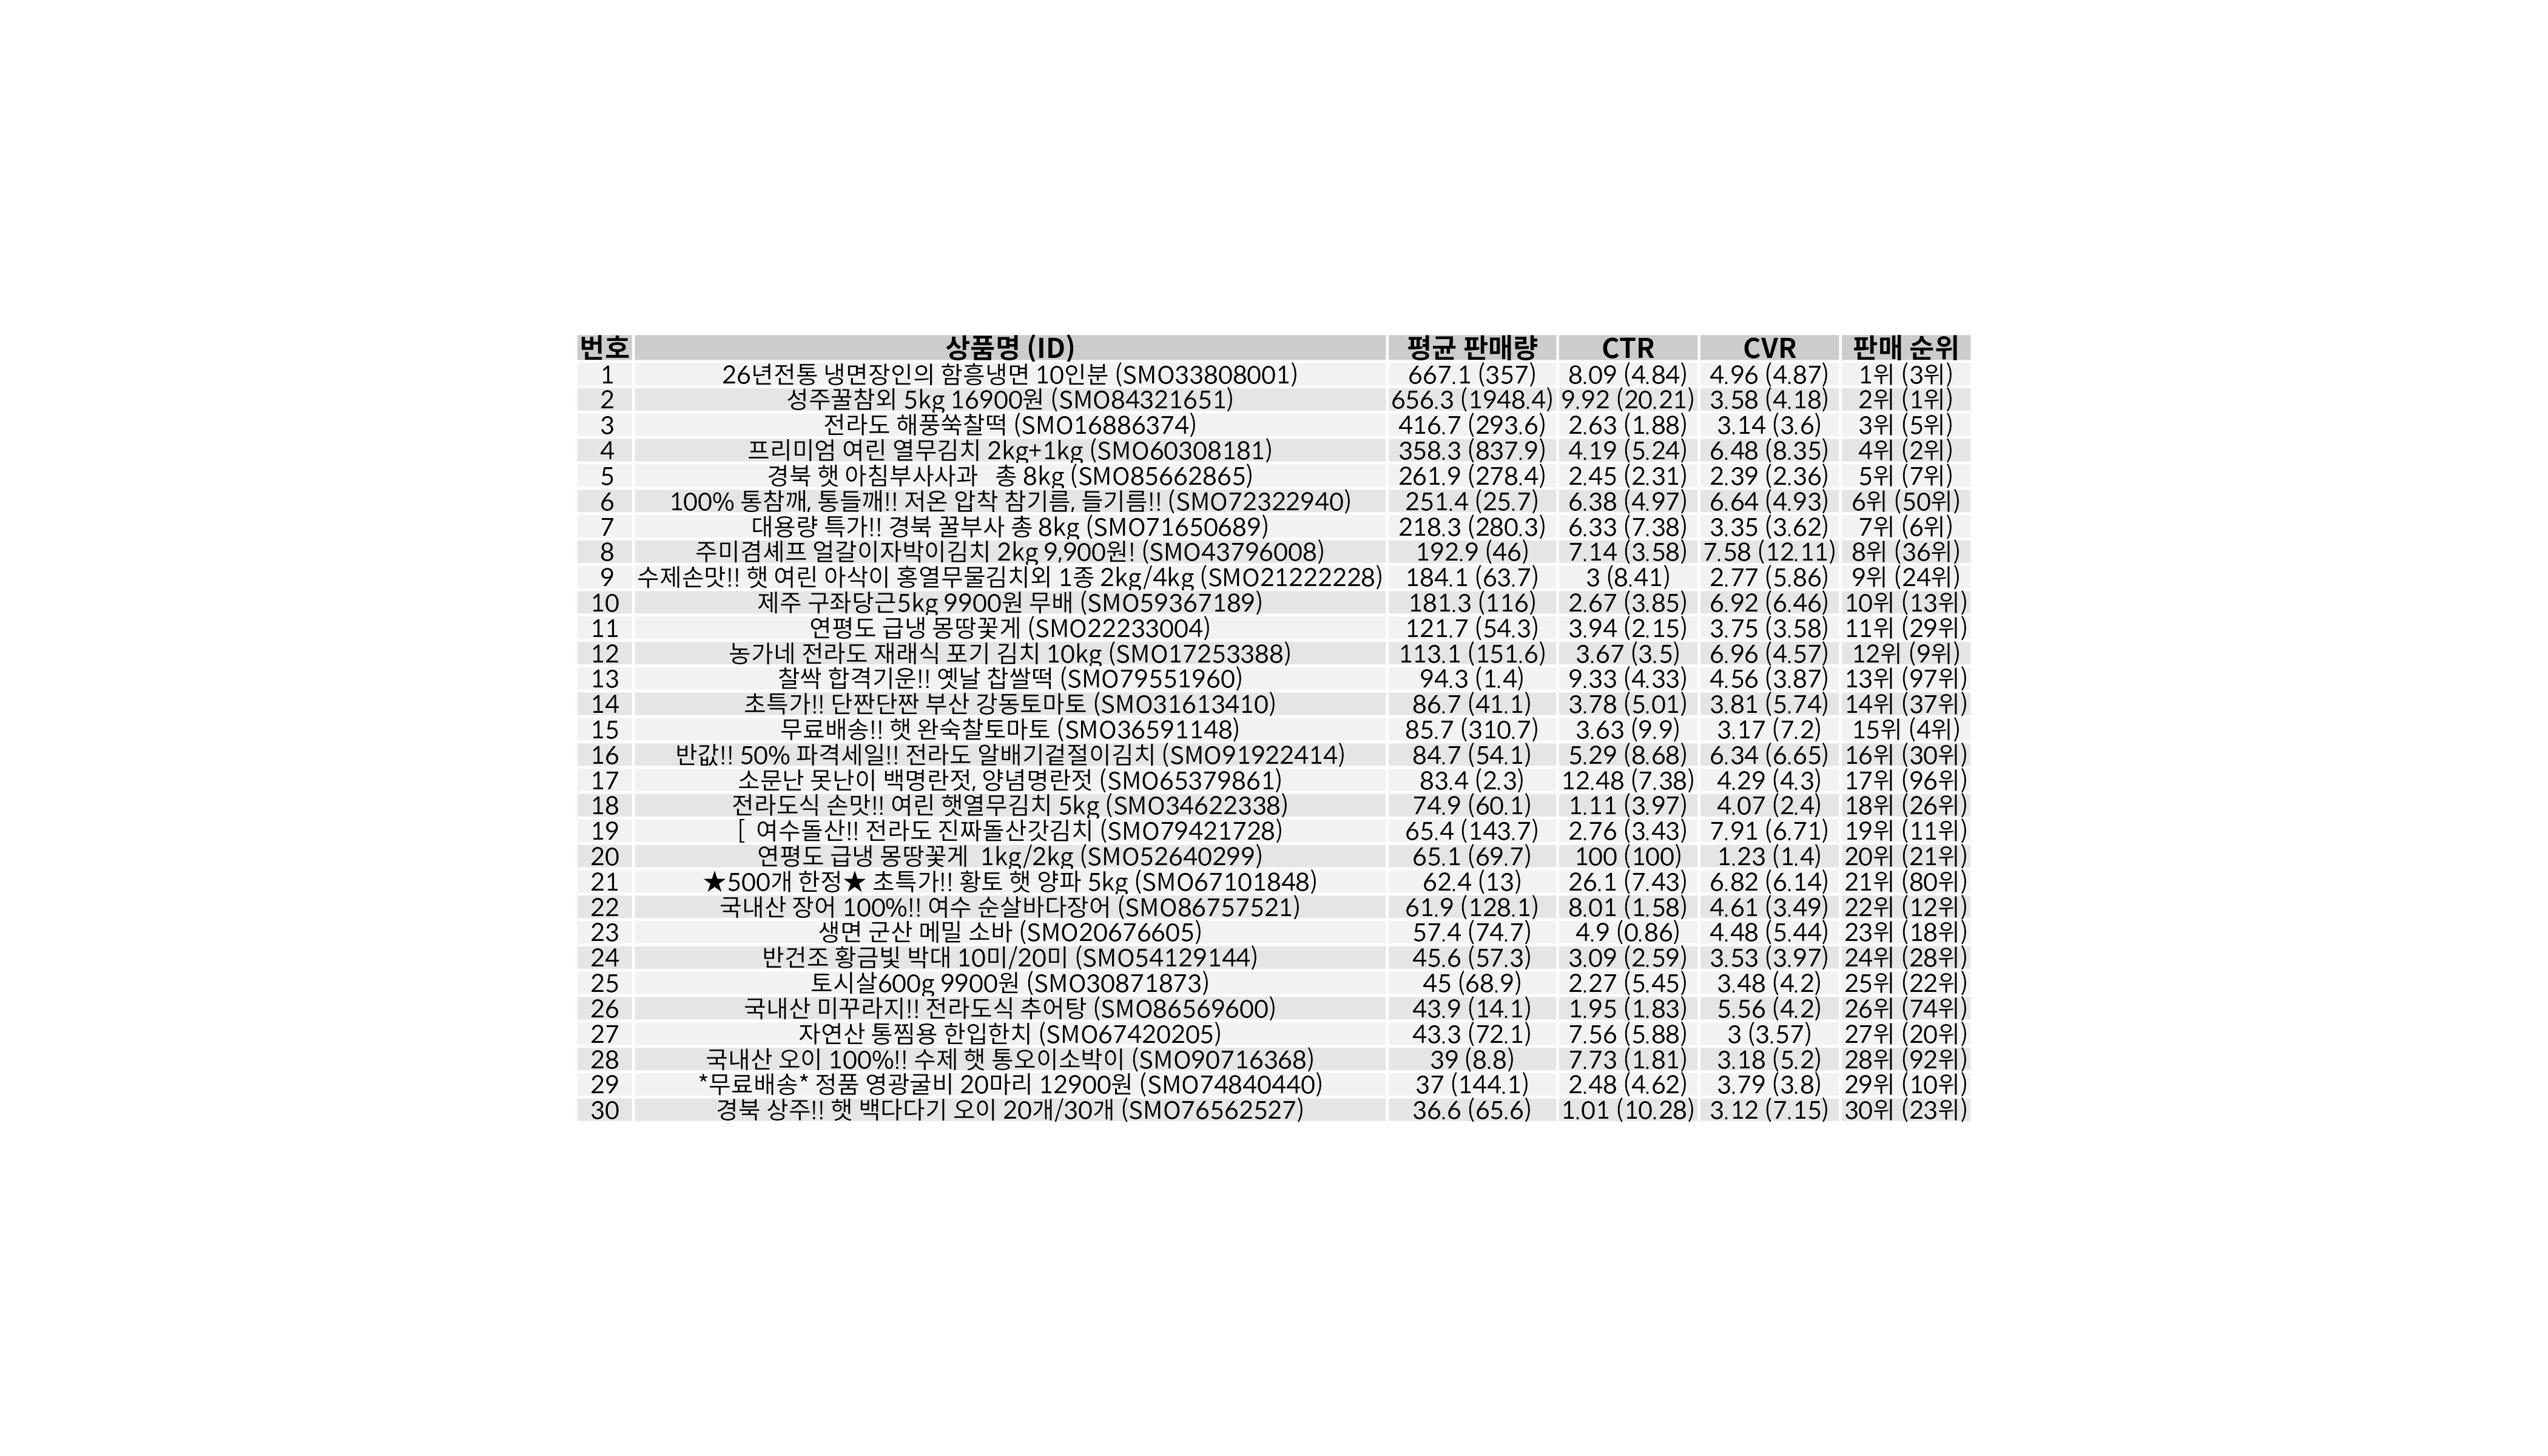 번호 상품명 (ID) 평균 판매량 CTR CVR 판매 순위
1 26년전통 냉면장인의 함흥냉면 10인분 (SMO33808001) 667.1 (357) 8.09 (4.84) 4.96 (4.87) 1위 (3위)
2 성주꿀참외 5kg 16900원 (SMO84321651) 656.3 (1948.4) 9.92 (20.21) 3.58 (4.18) 2위 (1위)
3 전라도 해풍쑥찰떡 (SMO16886374) 416.7 (293.6) 2.63 (1.88) 3.14 (3.6) 3위 (5위)
4 프리미엄 여린 열무김치 2kg+1kg (SMO60308181) 358.3 (837.9) 4.19 (5.24) 6.48 (8.35) 4위 (2위)
5 경북 햇 아침부사사과 총 8kg (SMO85662865) 261.9 (278.4) 2.45 (2.31) 2.39 (2.36) 5위 (7위)
6 100% 통참깨, 통들깨!! 저온 압착 참기름, 들기름!! (SMO72322940) 251.4 (25.7) 6.38 (4.97) 6.64 (4.93) 6위 (50위)
7 대용량 특가!! 경북 꿀부사 총 8kg (SMO71650689) 218.3 (280.3) 6.33 (7.38) 3.35 (3.62) 7위 (6위)
8 주미겸셰프 얼갈이자박이김치 2kg 9,900원! (SMO43796008) 192.9 (46) 7.14 (3.58) 7.58 (12.11) 8위 (36위)
9 수제손맛!! 햇 여린 아삭이 홍열무물김치외 1종 2kg/4kg (SMO21222228) 184.1 (63.7) 3 (8.41) 2.77 (5.86) 9위 (24위)
10 제주 구좌당근5kg 9900원 무배 (SMO59367189) 181.3 (116) 2.67 (3.85) 6.92 (6.46) 10위 (13위)
11 연평도 급냉 몽땅꽃게 (SMO22233004) 121.7 (54.3) 3.94 (2.15) 3.75 (3.58) 11위 (29위)
12 농가네 전라도 재래식 포기 김치 10kg (SMO17253388) 113.1 (151.6) 3.67 (3.5) 6.96 (4.57) 12위 (9위)
13 찰싹 합격기운!! 옛날 찹쌀떡 (SMO79551960) 94.3 (1.4) 9.33 (4.33) 4.56 (3.87) 13위 (97위)
14 초특가!! 단짠단짠 부산 강동토마토 (SMO31613410) 86.7 (41.1) 3.78 (5.01) 3.81 (5.74) 14위 (37위)
15 무료배송!! 햇 완숙찰토마토 (SMO36591148) 85.7 (310.7) 3.63 (9.9) 3.17 (7.2) 15위 (4위)
16 반값!! 50% 파격세일!! 전라도 알배기겉절이김치 (SMO91922414) 84.7 (54.1) 5.29 (8.68) 6.34 (6.65) 16위 (30위)
17 소문난 못난이 백명란젓, 양념명란젓 (SMO65379861) 83.4 (2.3) 12.48 (7.38) 4.29 (4.3) 17위 (96위)
18 전라도식 손맛!! 여린 햇열무김치 5kg (SMO34622338) 74.9 (60.1) 1.11 (3.97) 4.07 (2.4) 18위 (26위)
19 [ 여수돌산!! 전라도 진짜돌산갓김치 (SMO79421728) 65.4 (143.7) 2.76 (3.43) 7.91 (6.71) 19위 (11위)
20 연평도 급냉 몽땅꽃게 1kg/2kg (SMO52640299) 65.1 (69.7) 100 (100) 1.23 (1.4) 20위 (21위)
21 ★500개 한정★ 초특가!! 황토 햇 양파 5kg (SMO67101848) 62.4 (13) 26.1 (7.43) 6.82 (6.14) 21위 (80위)
22 국내산 장어 100%!! 여수 순살바다장어 (SMO86757521) 61.9 (128.1) 8.01 (1.58) 4.61 (3.49) 22위 (12위)
23 생면 군산 메밀 소바 (SMO20676605) 57.4 (74.7) 4.9 (0.86) 4.48 (5.44) 23위 (18위)
24 반건조 황금빛 박대 10미/20미 (SMO54129144) 45.6 (57.3) 3.09 (2.59) 3.53 (3.97) 24위 (28위)
25 토시살600g 9900원 (SMO30871873) 45 (68.9) 2.27 (5.45) 3.48 (4.2) 25위 (22위)
26 국내산 미꾸라지!! 전라도식 추어탕 (SMO86569600) 43.9 (14.1) 1.95 (1.83) 5.56 (4.2) 26위 (74위)
27 자연산 통찜용 한입한치 (SMO67420205) 43.3 (72.1) 7.56 (5.88) 3 (3.57) 27위 (20위)
28 국내산 오이 100%!! 수제 햇 통오이소박이 (SMO90716368) 39 (8.8) 7.73 (1.81) 3.18 (5.2) 28위 (92위)
29 *무료배송* 정품 영광굴비 20마리 12900원 (SMO74840440) 37 (144.1) 2.48 (4.62) 3.79 (3.8) 29위 (10위)
30 경북 상주!! 햇 백다다기 오이 20개/30개 (SMO76562527) 36.6 (65.6) 1.01 (10.28) 3.12 (7.15) 30위 (23위)